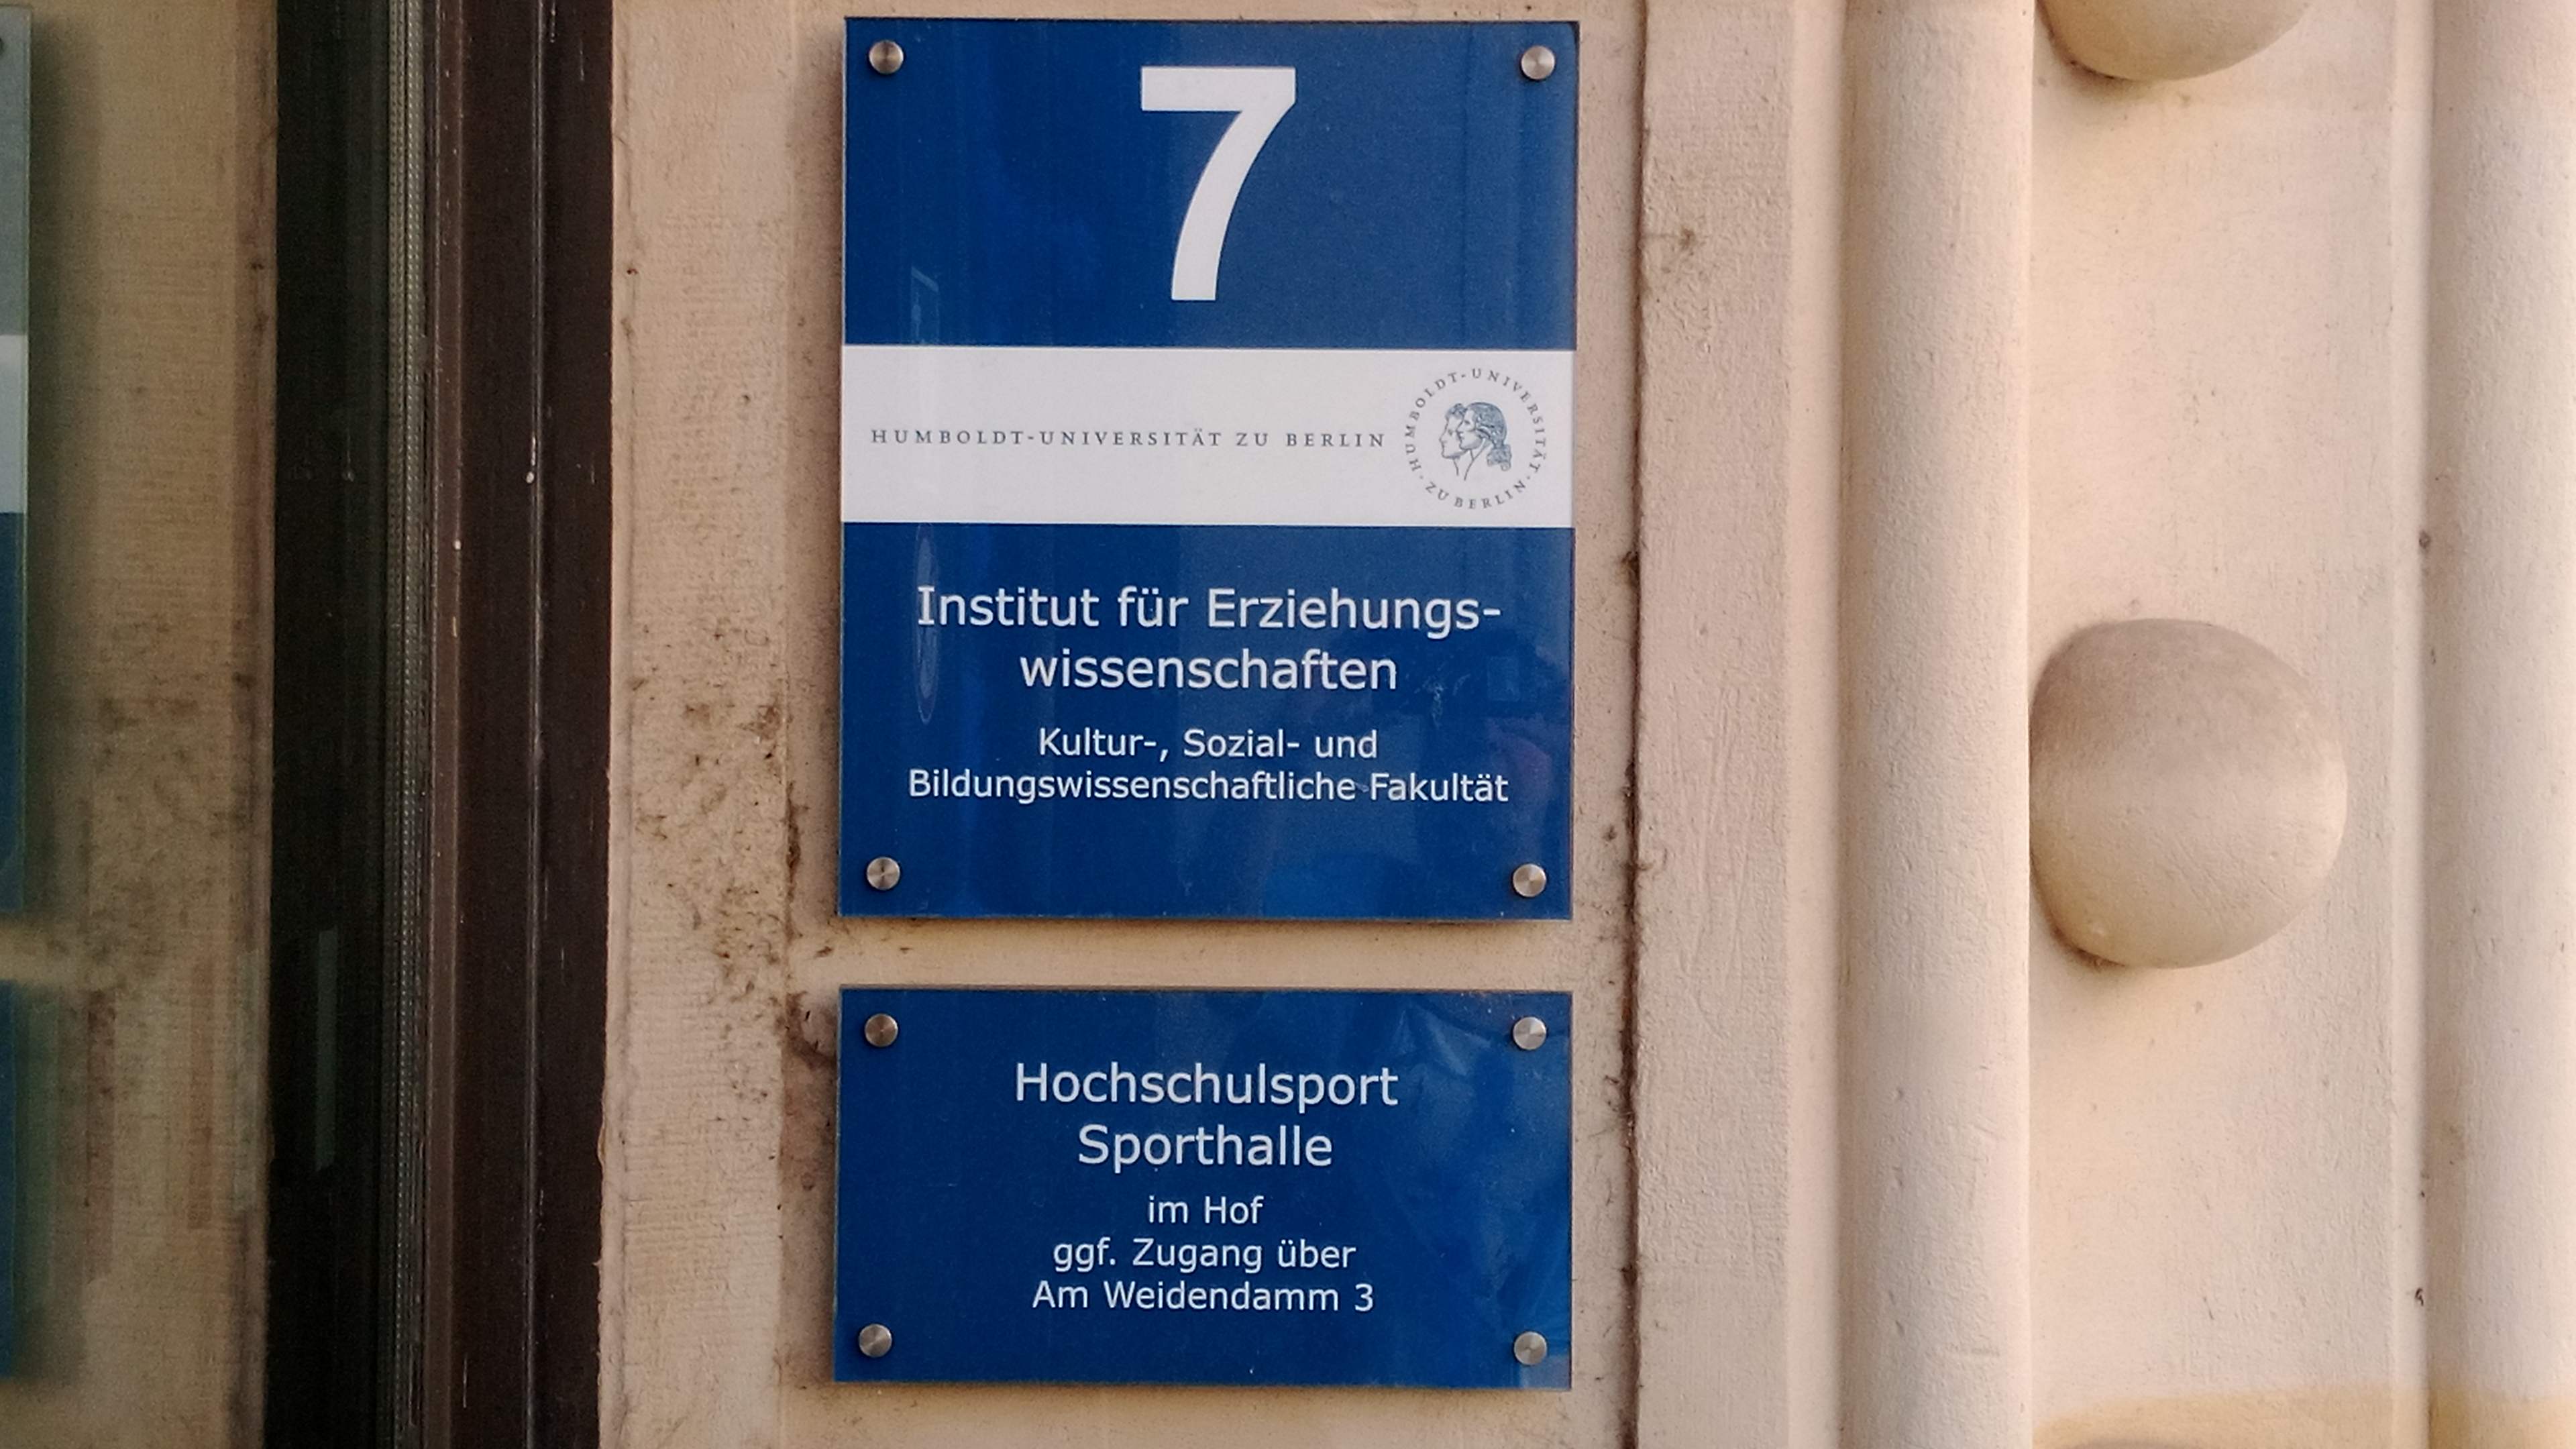 7
HUMBOLDT-UNIVERSITÄT ZU BERLIN
HUMBOLDT-UNIVERSITÄT · ZU BERLIN ·
Institut für Erziehungs-
wissenschaften
Kultur-, Sozial- und
Bildungswissenschaftliche Fakultät
Hochschulsport
Sporthalle
im Hof
ggf. Zugang über
Am Weidendamm 3